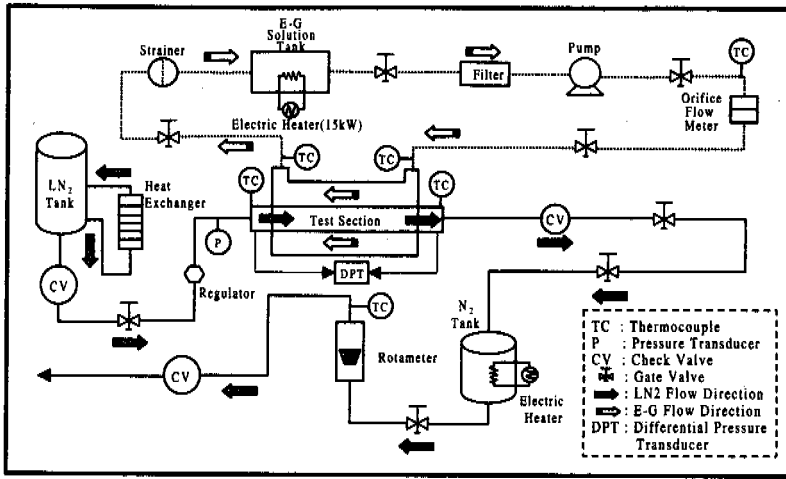 E-G
Solution
Tank
Strainer
Pump
TC
Filter
Orifice
Flow
Meter
Electric Heater(15kW)
TC
TC
LN2
Tank
Heat
Exchanger
TC
TC
Test Section
CV
P
DPT
CV
Regulator
TC
N2
Tank
Rotameter
CV
Electric
Heater
TC : Thermocouple
P : Pressure Transducer
CV : Check Valve
: Gate Valve
: LN2 Flow Direction
: E-G Flow Direction
DPT : Differential Pressure
Transducer